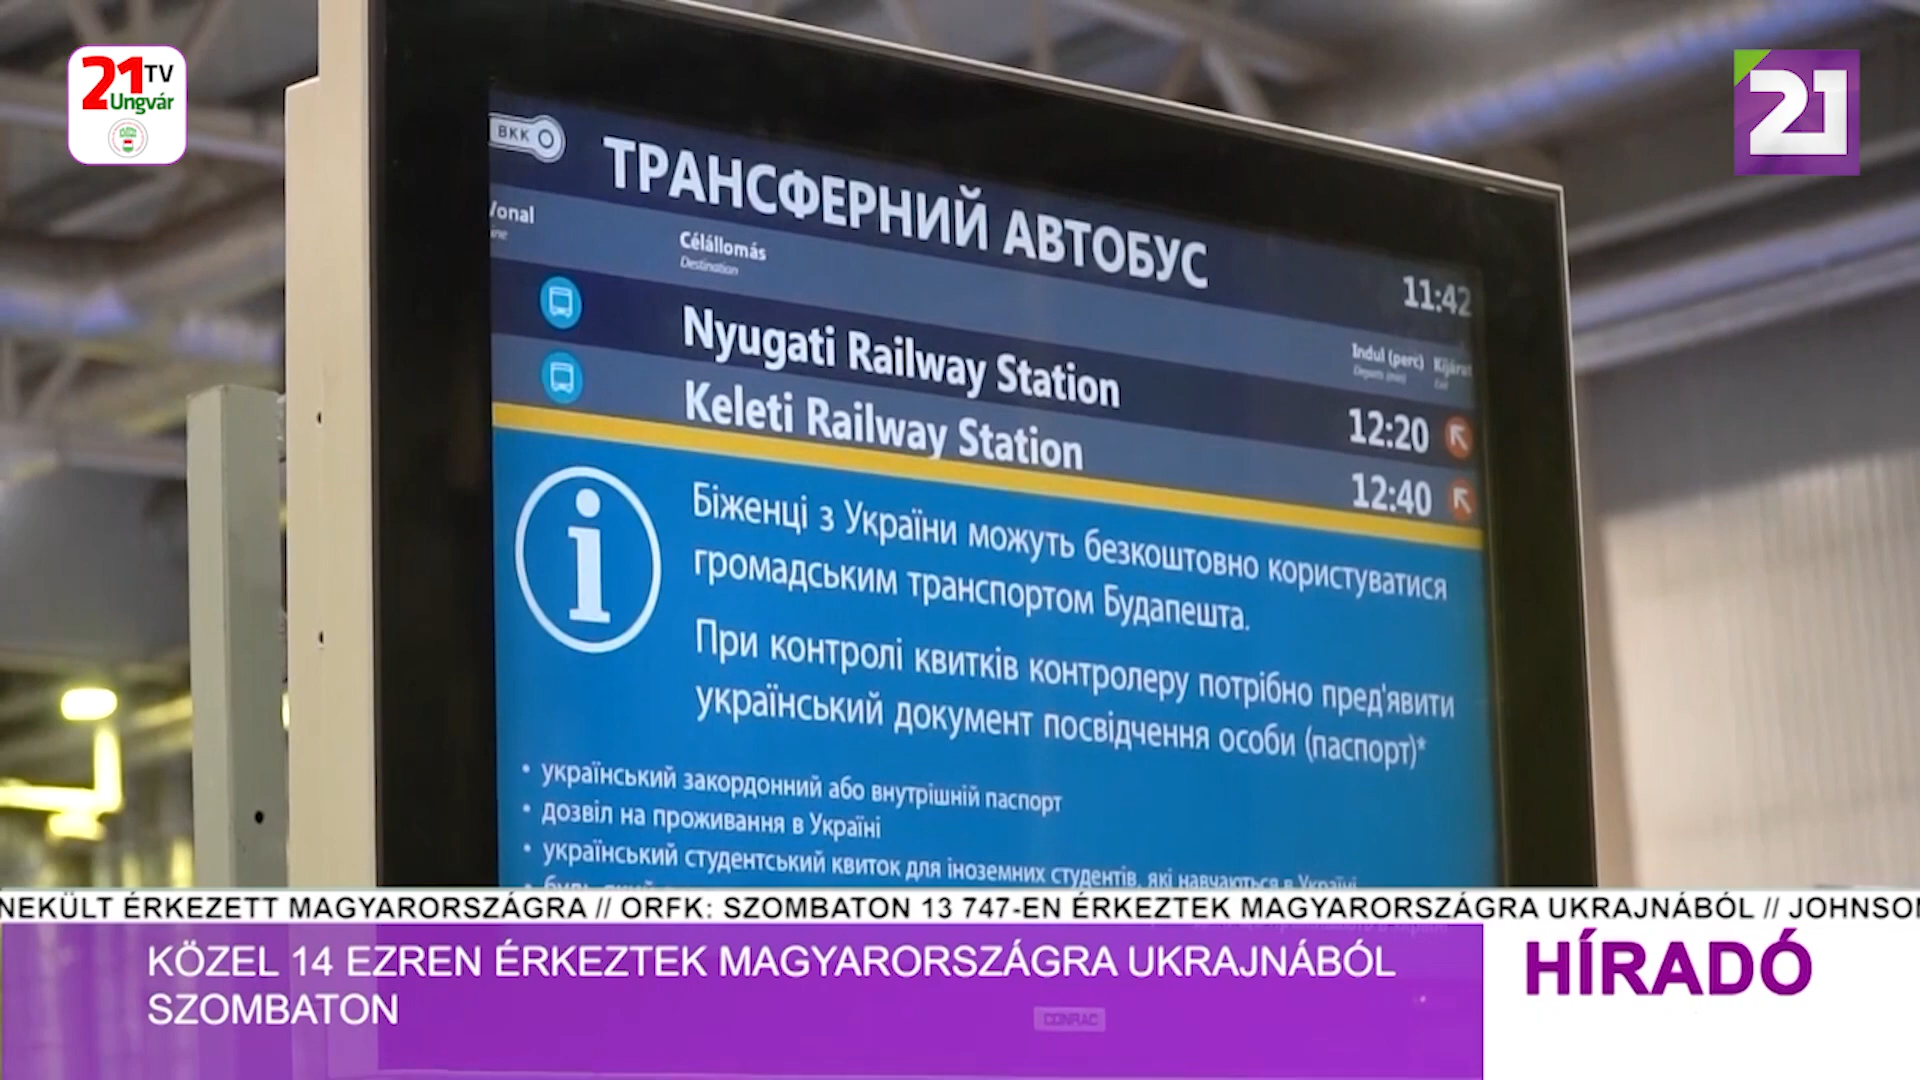 21 TV
Ungvár
21
BKK
ТРАНСФЕРНИЙ АВТОБУС
11:42
Vonal
Célállomás
Destination
Indul (perc) Kijárat
Nyugati Railway Station
12:20
Keleti Railway Station
12:40
Біженці з України можуть безкоштовно користуватися
громадським транспортом Будапешта.
При контролі квитків контролеру потрібно пред'явити
український документ посвідчення особи (паспорт)*
• український закордонний або внутрішній паспорт
• дозвіл на проживання в Україні
• український студентський квиток для іноземних студентів, які навчаються в Україні
NEKÜLT ÉRKEZETT MAGYARORSZÁGRA // ORFK: SZOMBATON 13 747-EN ÉRKEZTEK MAGYARORSZÁGRA UKRAJNÁBÓL // JOHNSON
KÖZEL 14 EZREN ÉRKEZTEK MAGYARORSZÁGRA UKRAJNÁBÓL
SZOMBATON
HÍRADÓ
CONRAC